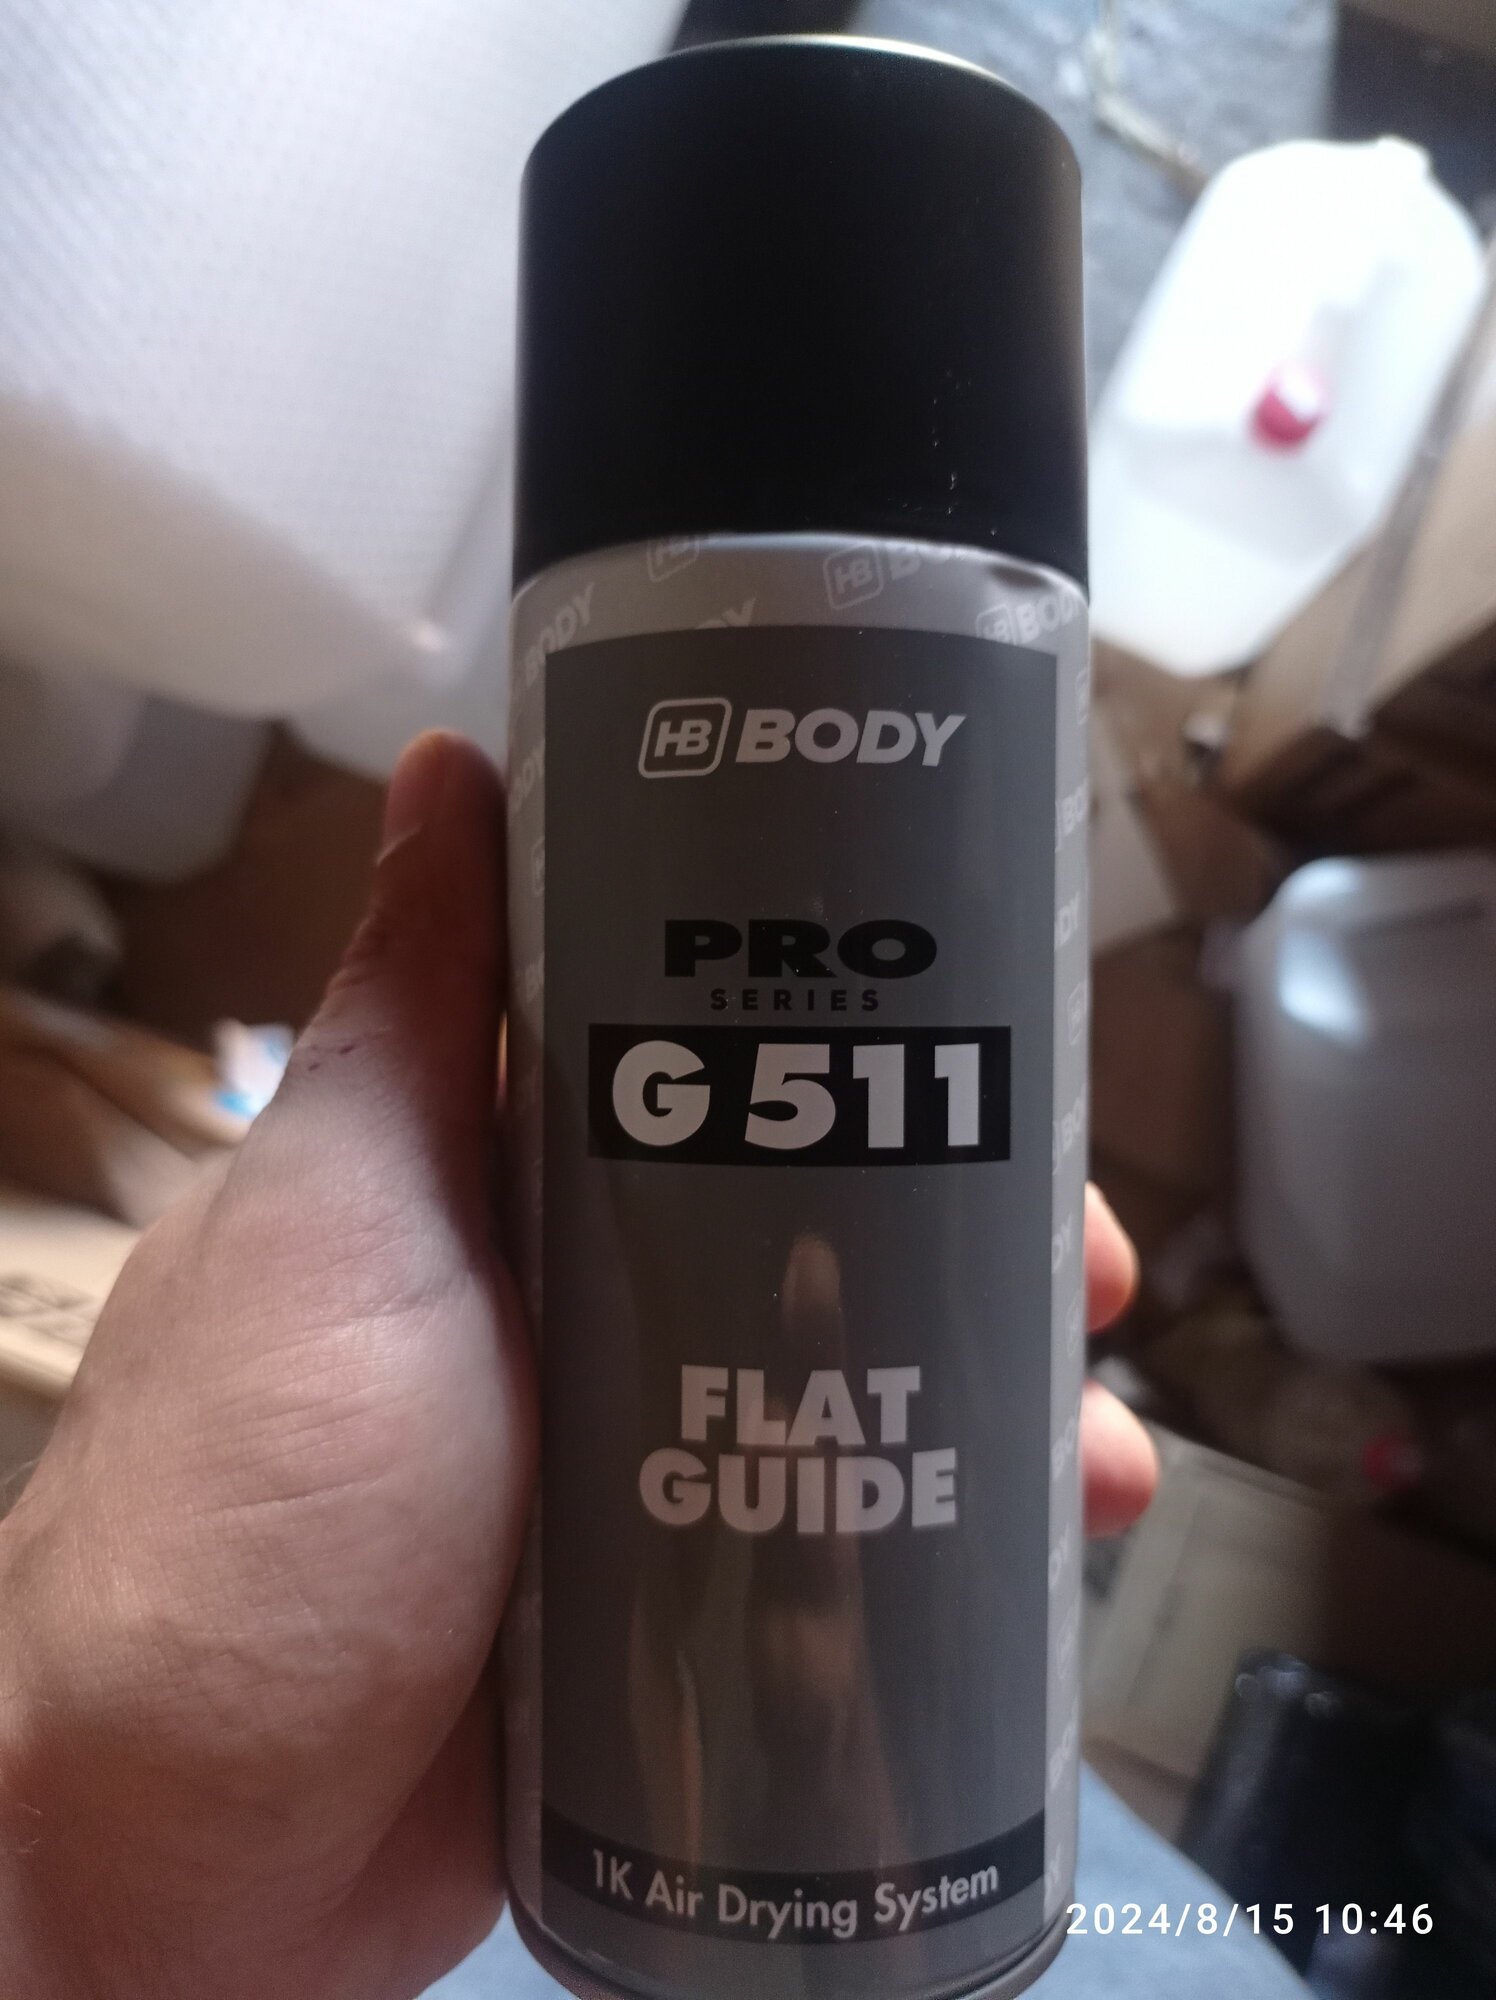 HB BODY
PRO
SERIES
G 511
FLAT
GUIDE
1K Air Drying System
2024/8/15 10:46